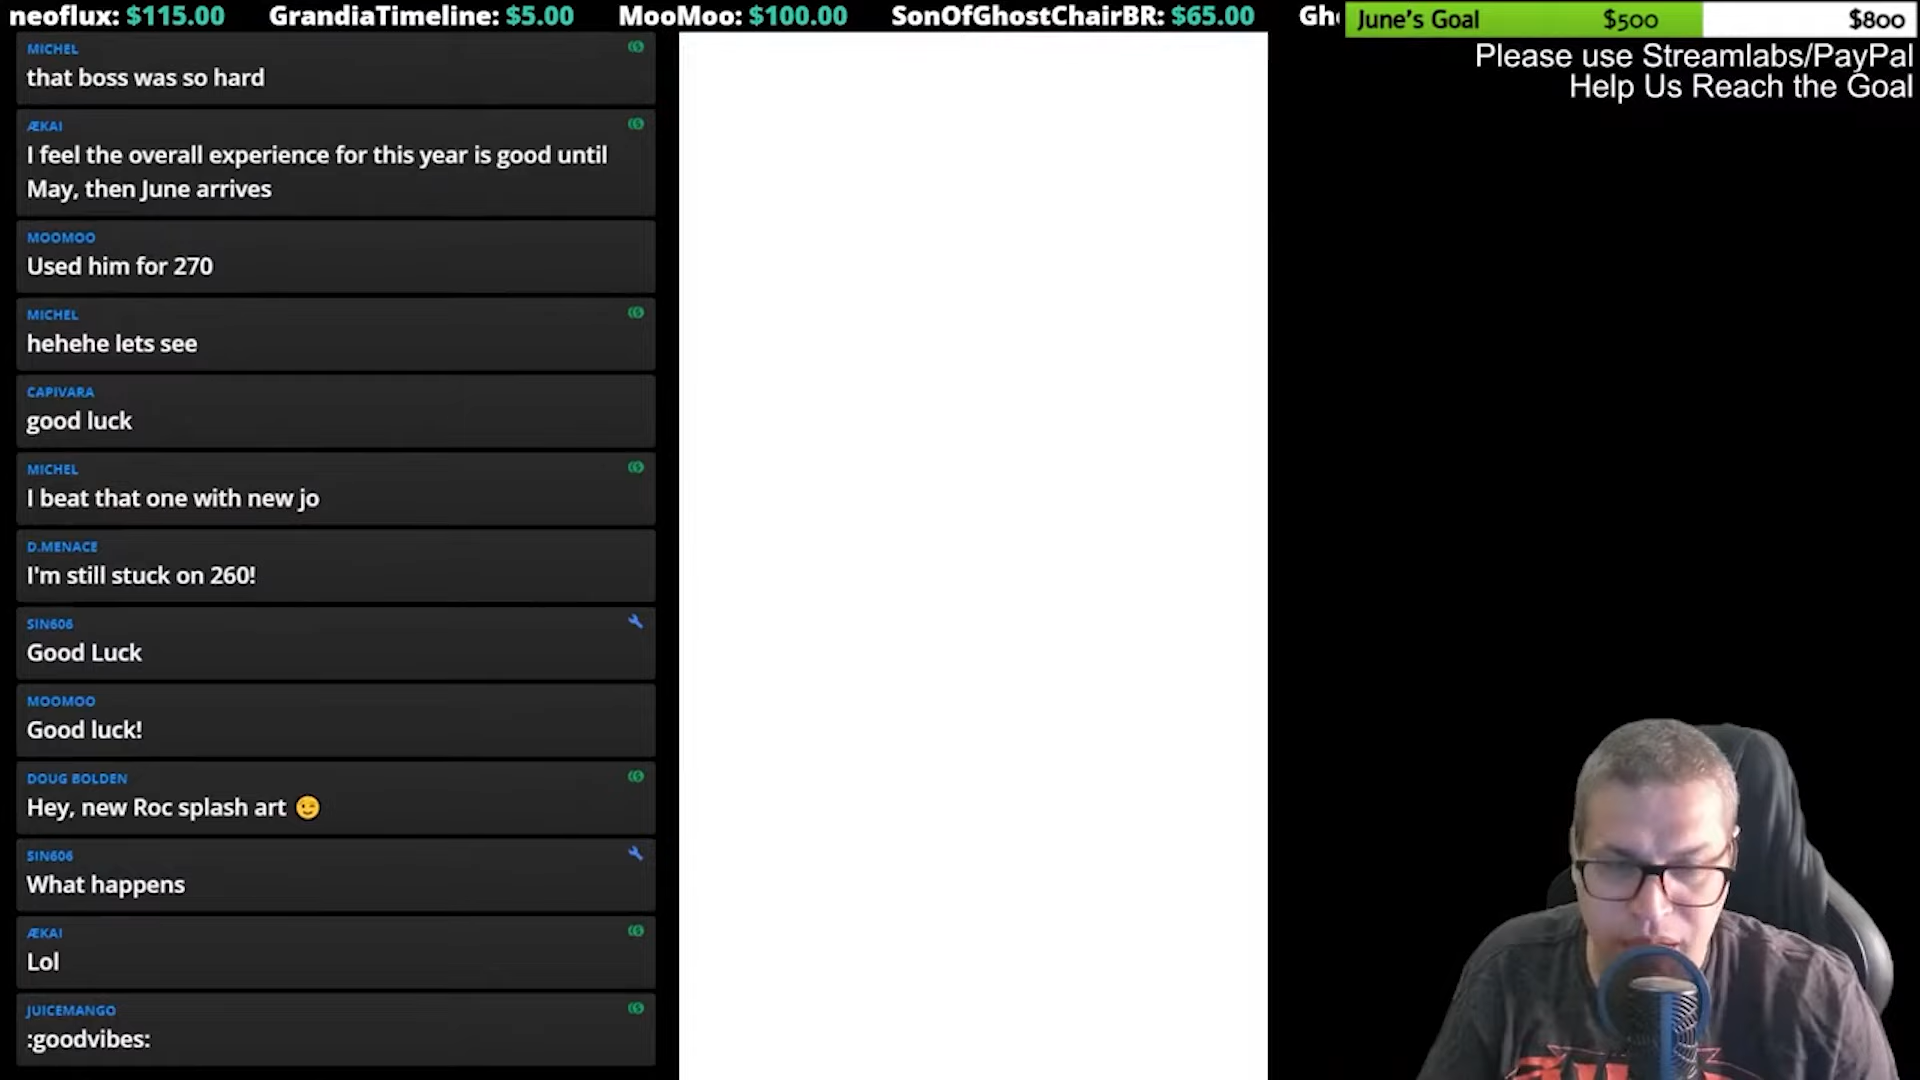 neoflux: $115.00 GrandiaTimeline: $5.00 MooMoo: $100.00 SonOfGhostChairBR: $65.00
June's Goal $500 $800
Please use Streamlabs/PayPal
Help Us Reach the Goal
MICHEL
that boss was so hard
ÆKAI
I feel the overall experience for this year is good until
May, then June arrives
MOOMOO
Used him for 270
MICHEL
hehehe lets see
CAPIVARA
good luck
MICHEL
I beat that one with new jo
D.MENACE
I'm still stuck on 260!
SIN606
Good Luck
MOOMOO
Good luck!
DOUG BOLDEN
Hey, new Roc splash art 😉
SIN606
What happens
ÆKAI
Lol
JUICEMANGO
:goodvibes: